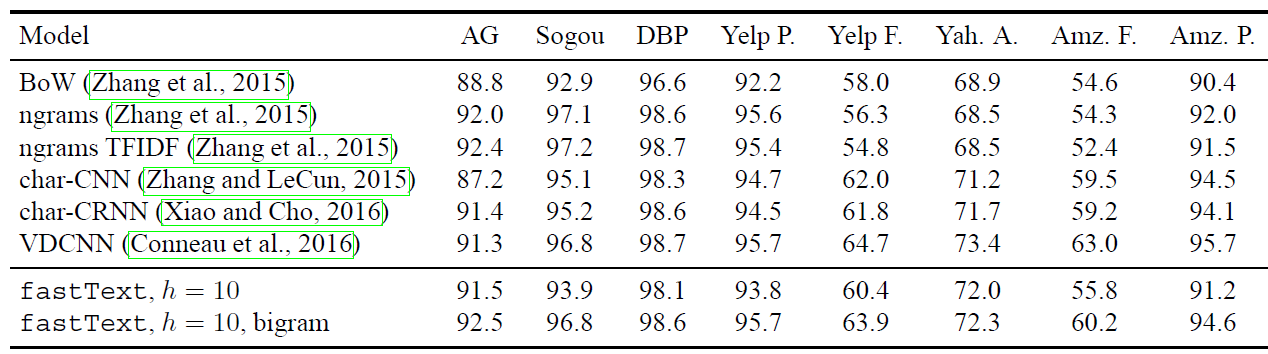 Model AG Sogou DBP Yelp P. Yelp F. Yah. A. Amz. F. Amz. P.
BoW (Zhang et al., 2015) 88.8 92.9 96.6 92.2 58.0 68.9 54.6 90.4
ngrams (Zhang et al., 2015) 92.0 97.1 98.6 95.6 56.3 68.5 54.3 92.0
ngrams TFIDF (Zhang et al., 2015) 92.4 97.2 98.7 95.4 54.8 68.5 52.4 91.5
char-CNN (Zhang and LeCun, 2015) 87.2 95.1 98.3 94.7 62.0 71.2 59.5 94.5
char-CRNN (Xiao and Cho, 2016) 91.4 95.2 98.6 94.5 61.8 71.7 59.2 94.1
VDCNN (Conneau et al., 2016) 91.3 96.8 98.7 95.7 64.7 73.4 63.0 95.7
fastText, h = 10 91.5 93.9 98.1 93.8 60.4 72.0 55.8 91.2
fastText, h = 10, bigram 92.5 96.8 98.6 95.7 63.9 72.3 60.2 94.6